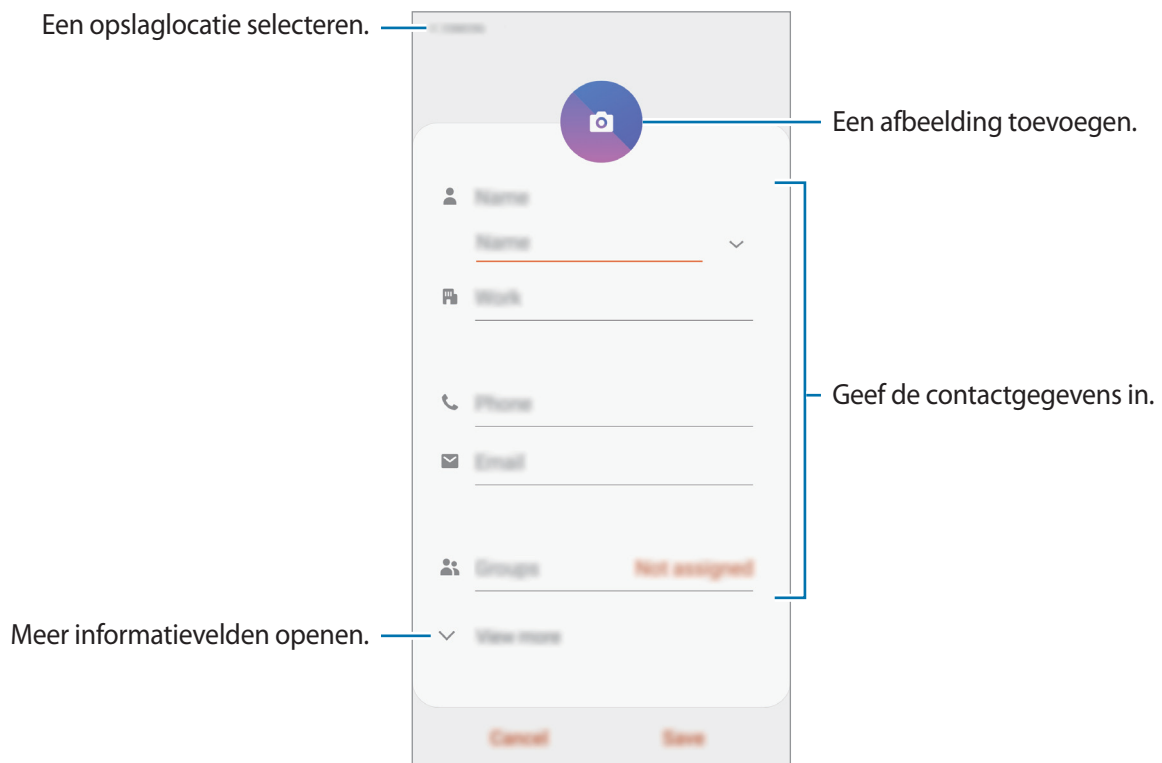 Een opslaglocatie selecteren.
Een afbeelding toevoegen.
Name
Name
Work
Phone
Geef de contactgegevens in.
Email
Groups Not assigned
Meer informatievelden openen.
View more
Cancel Save